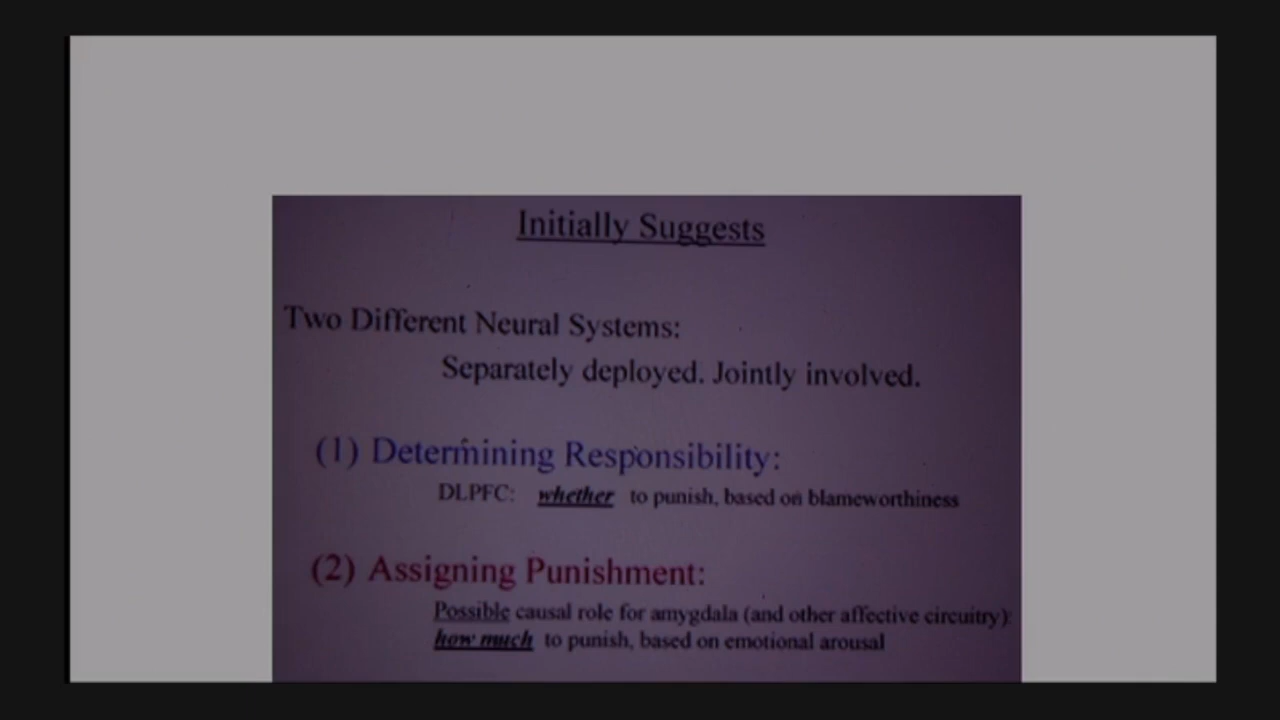 Initially Suggests
Two Different Neural Systems:
Separately deployed. Jointly involved.
(1) Determining Responsibility:
DLPFC: whether to punish, based on blameworthiness
(2) Assigning Punishment:
Possible causal role for amygdala (and other affective circuitry):
how much to punish, based on emotional arousal